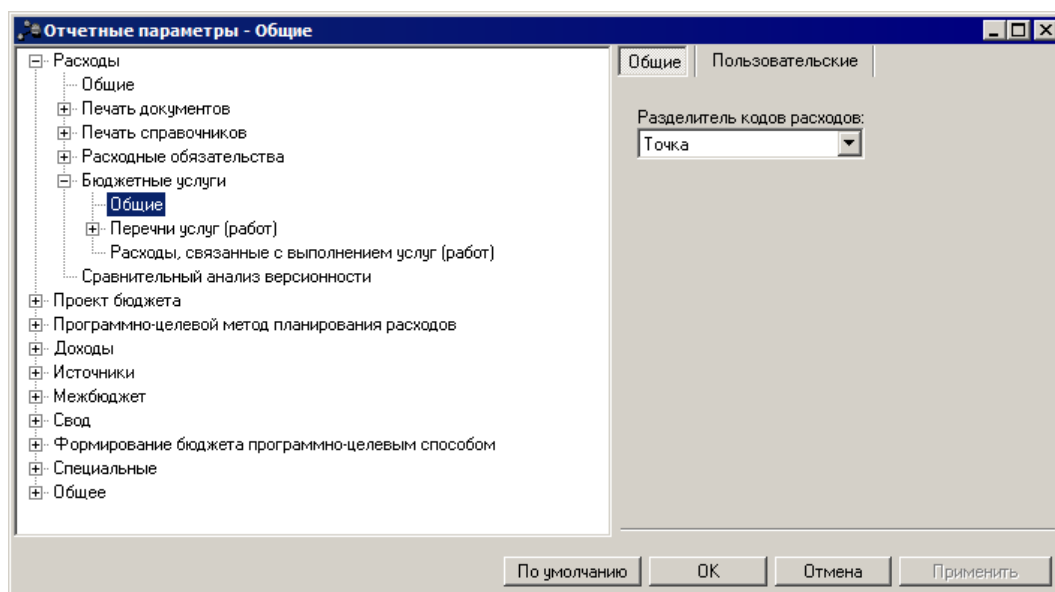 Отчетные параметры - Общие
Расходы
Общие
Печать документов
Печать справочников
Расходные обязательства
Бюджетные услуги
Общие
Перечни услуг (работ)
Расходы, связанные с выполнением услуг (работ)
Сравнительный анализ версионности
Проект бюджета
Программно-целевой метод планирования расходов
Доходы
Источники
Межбюджет
Свод
Формирование бюджета программно-целевым способом
Специальные
Общее
Общие Пользовательские
Разделитель кодов расходов:
Точка
По умолчанию OK Отмена Применить